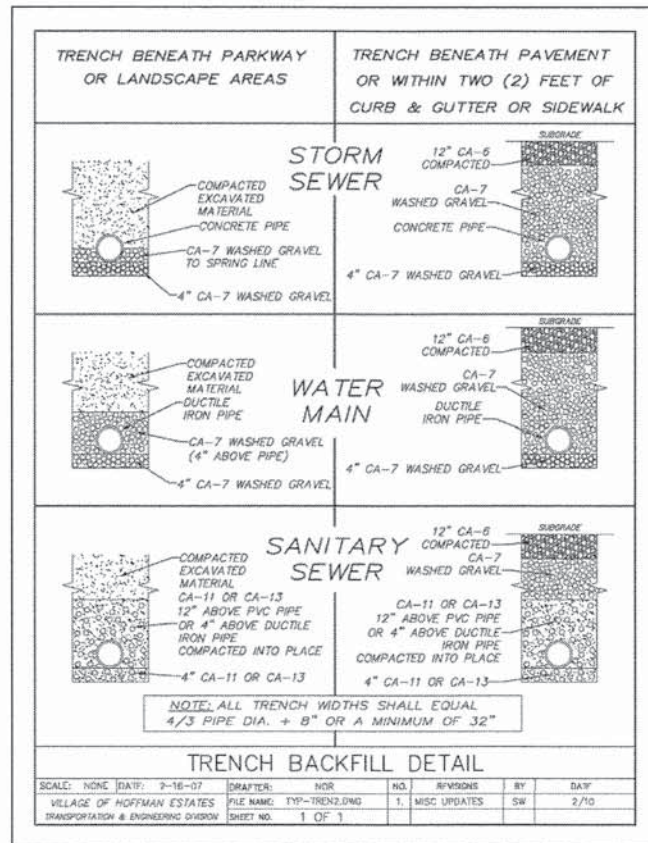 TRENCH BENEATH PARKWAY
OR LANDSCAPE AREAS
TRENCH BENEATH PAVEMENT
OR WITHIN TWO (2) FEET OF
CURB & GUTTER OR SIDEWALK
STORM
SEWER
COMPACTED
EXCAVATED
MATERIAL
CONCRETE PIPE
CA-7 WASHED GRAVEL
TO SPRING LINE
4" CA-7 WASHED GRAVEL
SUBGRADE
12" CA-6
COMPACTED
CA-7
WASHED GRAVEL
CONCRETE PIPE
4" CA-7 WASHED GRAVEL
WATER
MAIN
COMPACTED
EXCAVATED
MATERIAL
DUCTILE
IRON PIPE
CA-7 WASHED GRAVEL
(4" ABOVE PIPE)
4" CA-7 WASHED GRAVEL
SUBGRADE
12" CA-6
COMPACTED
CA-7
WASHED GRAVEL
DUCTILE
IRON PIPE
4" CA-7 WASHED GRAVEL
SANITARY
SEWER
COMPACTED
EXCAVATED
MATERIAL
CA-11 OR CA-13
12" ABOVE PVC PIPE
OR 4" ABOVE DUCTILE
IRON PIPE
COMPACTED INTO PLACE
4" CA-11 OR CA-13
SUBGRADE
12" CA-6
COMPACTED
CA-7
WASHED GRAVEL
CA-11 OR CA-13
12" ABOVE PVC PIPE
OR 4" ABOVE DUCTILE
IRON PIPE
COMPACTED INTO PLACE
4" CA-11 OR CA-13
NOTE: ALL TRENCH WIDTHS SHALL EQUAL
4/3 PIPE DIA. + 8" OR A MINIMUM OF 32"
TRENCH BACKFILL DETAIL
SCALE: NONE DATE: 2-16-07 DRAFTER: NOR NO. REVISIONS BY DATE
VILLAGE OF HOFFMAN ESTATES FILE NAME: TYP-TREN2.DWG 1. MISC UPDATES SW 2/10
TRANSPORTATION & ENGINEERING DIVISION SHEET NO. 1 OF 1